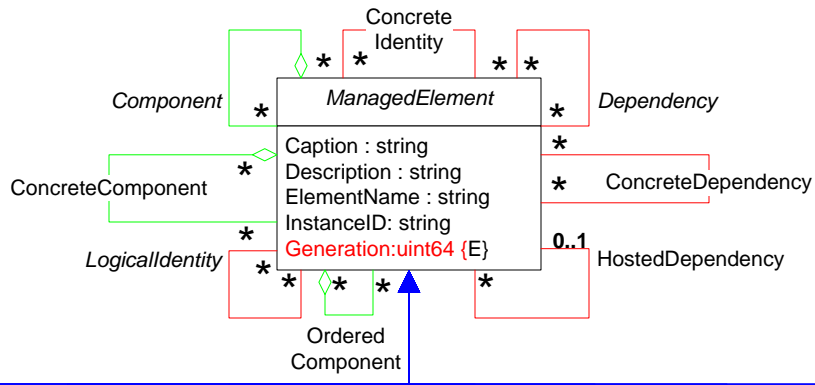 Concrete
Identity
*
*
*
*
Component
ManagedElement
Dependency
*
*
Caption : string
*
Description : string
*
ConcreteComponent
ElementName : string
*
ConcreteDependency
InstanceID: string
*
Generation:uint64 {E}
0..1
LogicalIdentity
HostedDependency
*
*
*
*
*
Ordered
Component